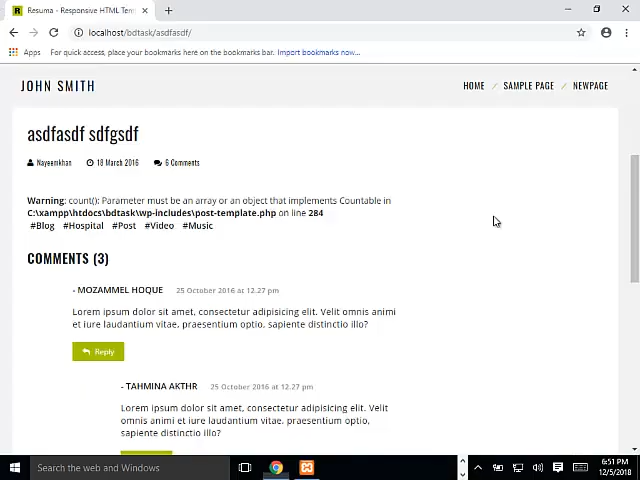 Resuma - Responsive HTML Tem
localhost/bdtask/asdfasdf/
Apps For quick access, place your bookmarks here on the bookmarks bar. Import bookmarks now...
JOHN SMITH
HOME / SAMPLE PAGE / NEWPAGE
asdfasdf sdfgsdf
Nayeemkhan 18 March 2016 6 Comments
Warning: count(): Parameter must be an array or an object that implements Countable in
C:\xampp\htdocs\bdtask\wp-includes\post-template.php on line 284
#Blog #Hospital #Post #Video #Music
COMMENTS (3)
- MOZAMMEL HOQUE 25 October 2016 at 12.27 pm
Lorem ipsum dolor sit amet, consectetur adipisicing elit. Velit omnis animi
et iure laudantium vitae, praesentium optio, sapiente distinctio illo?
Reply
- TAHMINA AKTHR 25 October 2016 at 12.27 pm
Lorem ipsum dolor sit amet, consectetur adipisicing elit. Velit
omnis animi et iure laudantium vitae, praesentium optio,
sapiente distinctio illo?
Search the web and Windows
6:51 PM
12/5/2018